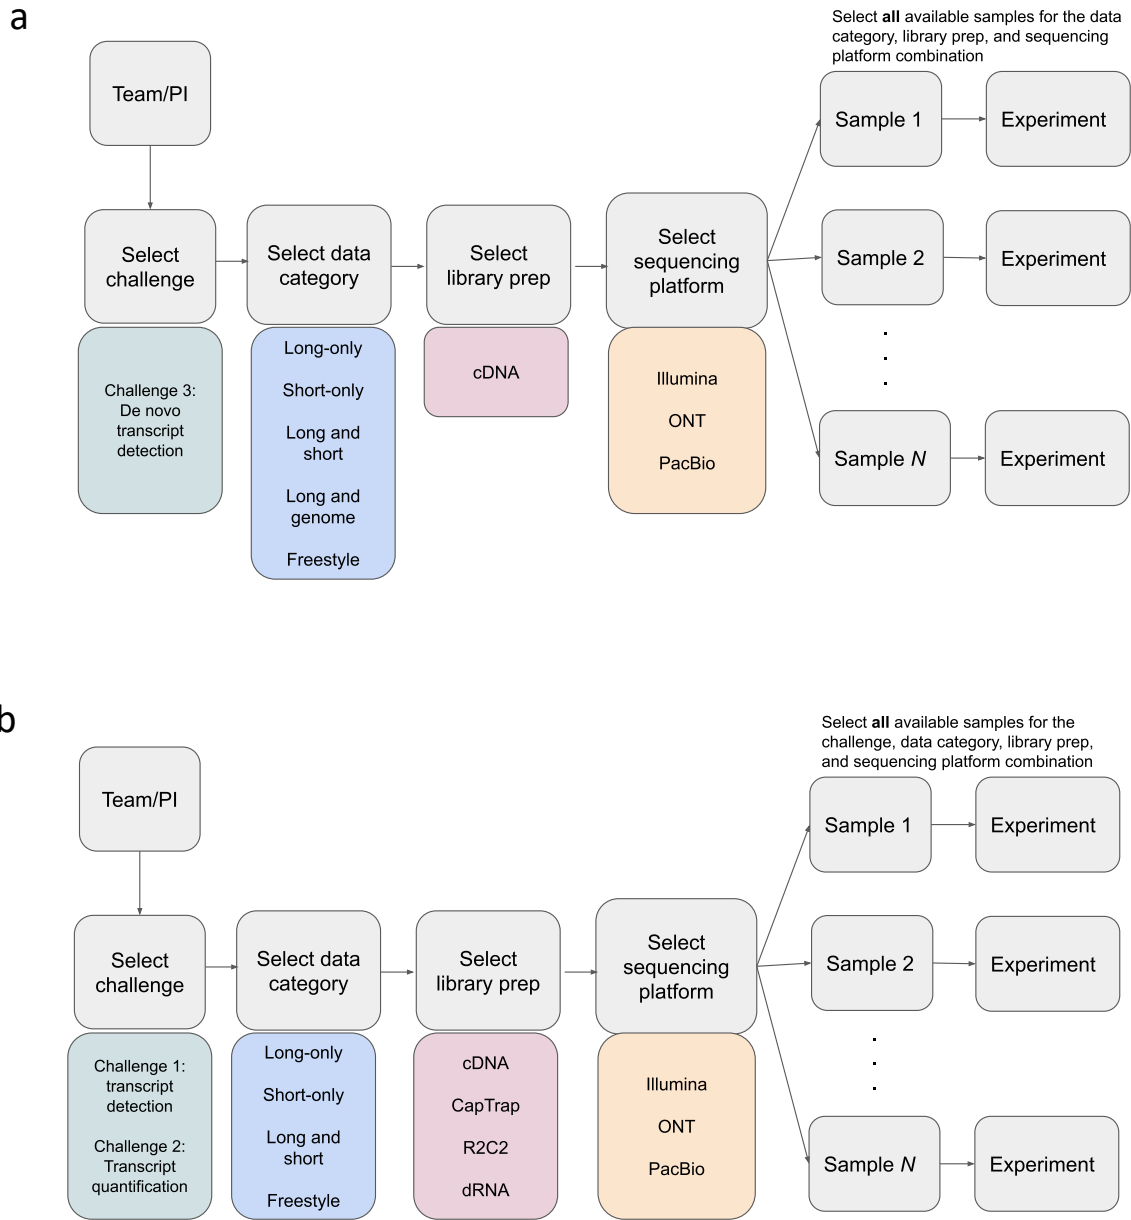 a
Select all available samples for the data
category, library prep, and sequencing
platform combination
Team/PI
Sample 1
Experiment
Select
challenge
Select data
category
Select
library prep
Select
sequencing
platform
Sample 2
Experiment
Challenge 3:
De novo
transcript
detection
Long-only
Short-only
Long and
short
Long and
genome
Freestyle
cDNA
Illumina
ONT
PacBio
Sample N
Experiment
b
Select all available samples for the
challenge, data category, library prep,
and sequencing platform combination
Team/PI
Sample 1
Experiment
Select
challenge
Select data
category
Select
library prep
Select
sequencing
platform
Sample 2
Experiment
Challenge 1:
transcript
detection
Challenge 2:
Transcript
quantification
Long-only
Short-only
Long and
short
Freestyle
cDNA
CapTrap
R2C2
dRNA
Illumina
ONT
PacBio
Sample N
Experiment